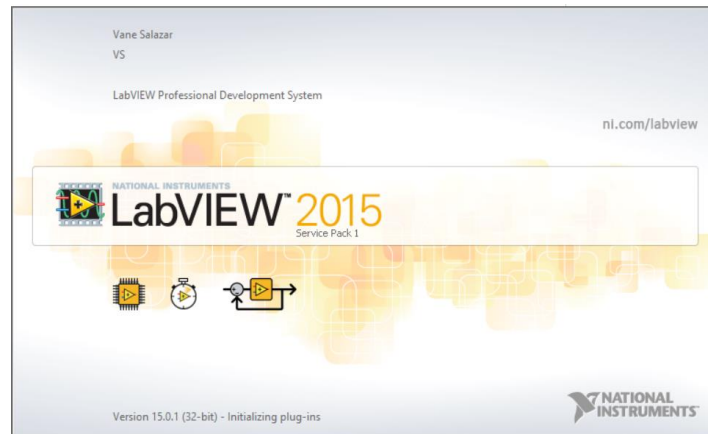 Vane Salazar
VS
LabVIEW Professional Development System
ni.com/labview
NATIONAL INSTRUMENTS
LabVIEW™ 2015
Service Pack 1
Version 15.0.1 (32-bit) - Initializing plug-ins
NATIONAL
INSTRUMENTS™